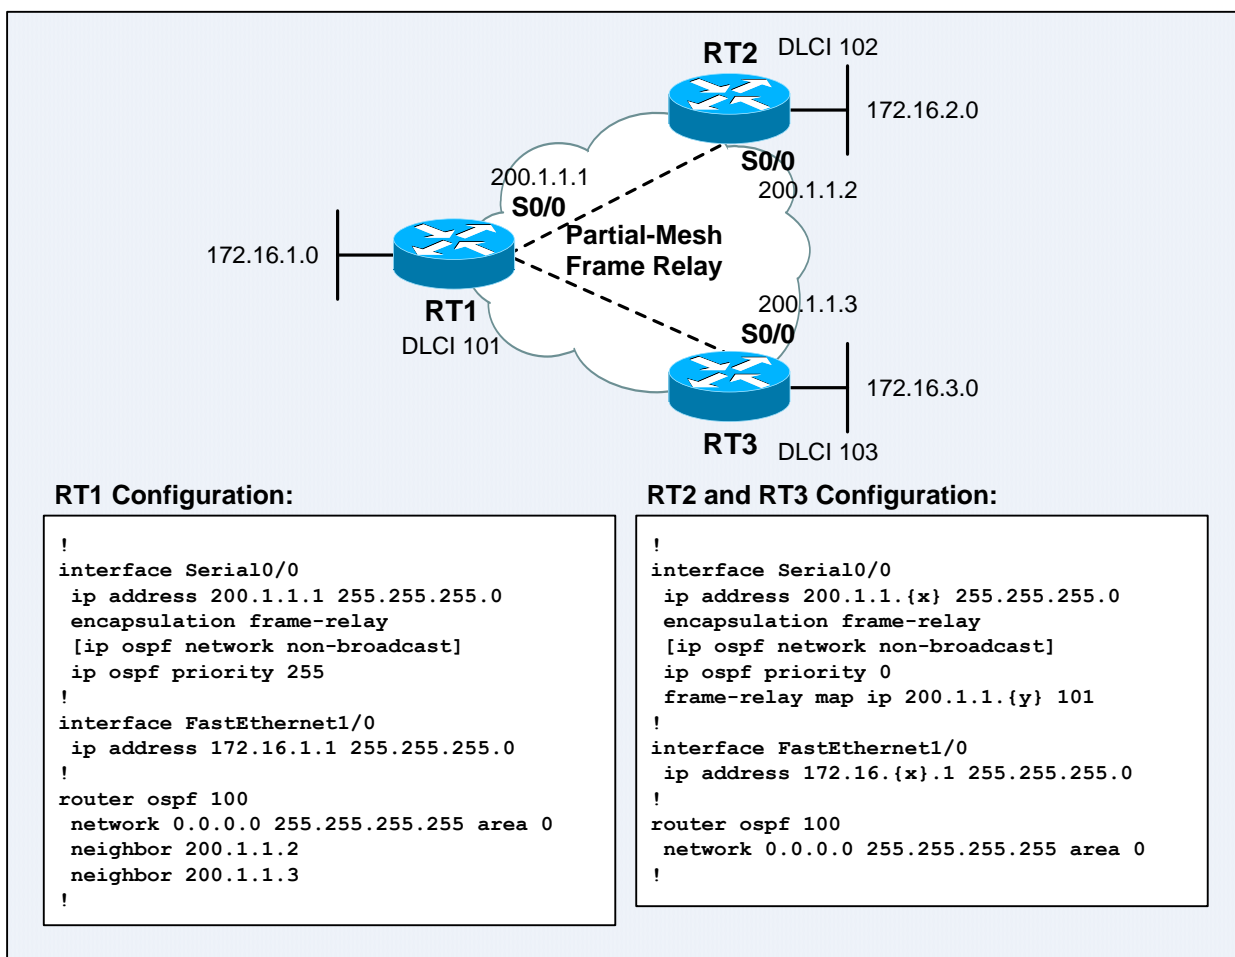 RT2
DLCI 102
172.16.2.0
S0/0
200.1.1.2
200.1.1.1
S0/0
Partial-Mesh
Frame Relay
172.16.1.0
RT1
DLCI 101
200.1.1.3
S0/0
172.16.3.0
RT3
DLCI 103
RT1 Configuration:
!
interface Serial0/0
ip address 200.1.1.1 255.255.255.0
encapsulation frame-relay
[ip ospf network non-broadcast]
ip ospf priority 255
!
interface FastEthernet1/0
ip address 172.16.1.1 255.255.255.0
!
router ospf 100
network 0.0.0.0 255.255.255.255 area 0
neighbor 200.1.1.2
neighbor 200.1.1.3
!
RT2 and RT3 Configuration:
!
interface Serial0/0
ip address 200.1.1.{x} 255.255.255.0
encapsulation frame-relay
[ip ospf network non-broadcast]
ip ospf priority 0
frame-relay map ip 200.1.1.{y} 101
!
interface FastEthernet1/0
ip address 172.16.{x}.1 255.255.255.0
!
router ospf 100
network 0.0.0.0 255.255.255.255 area 0
!